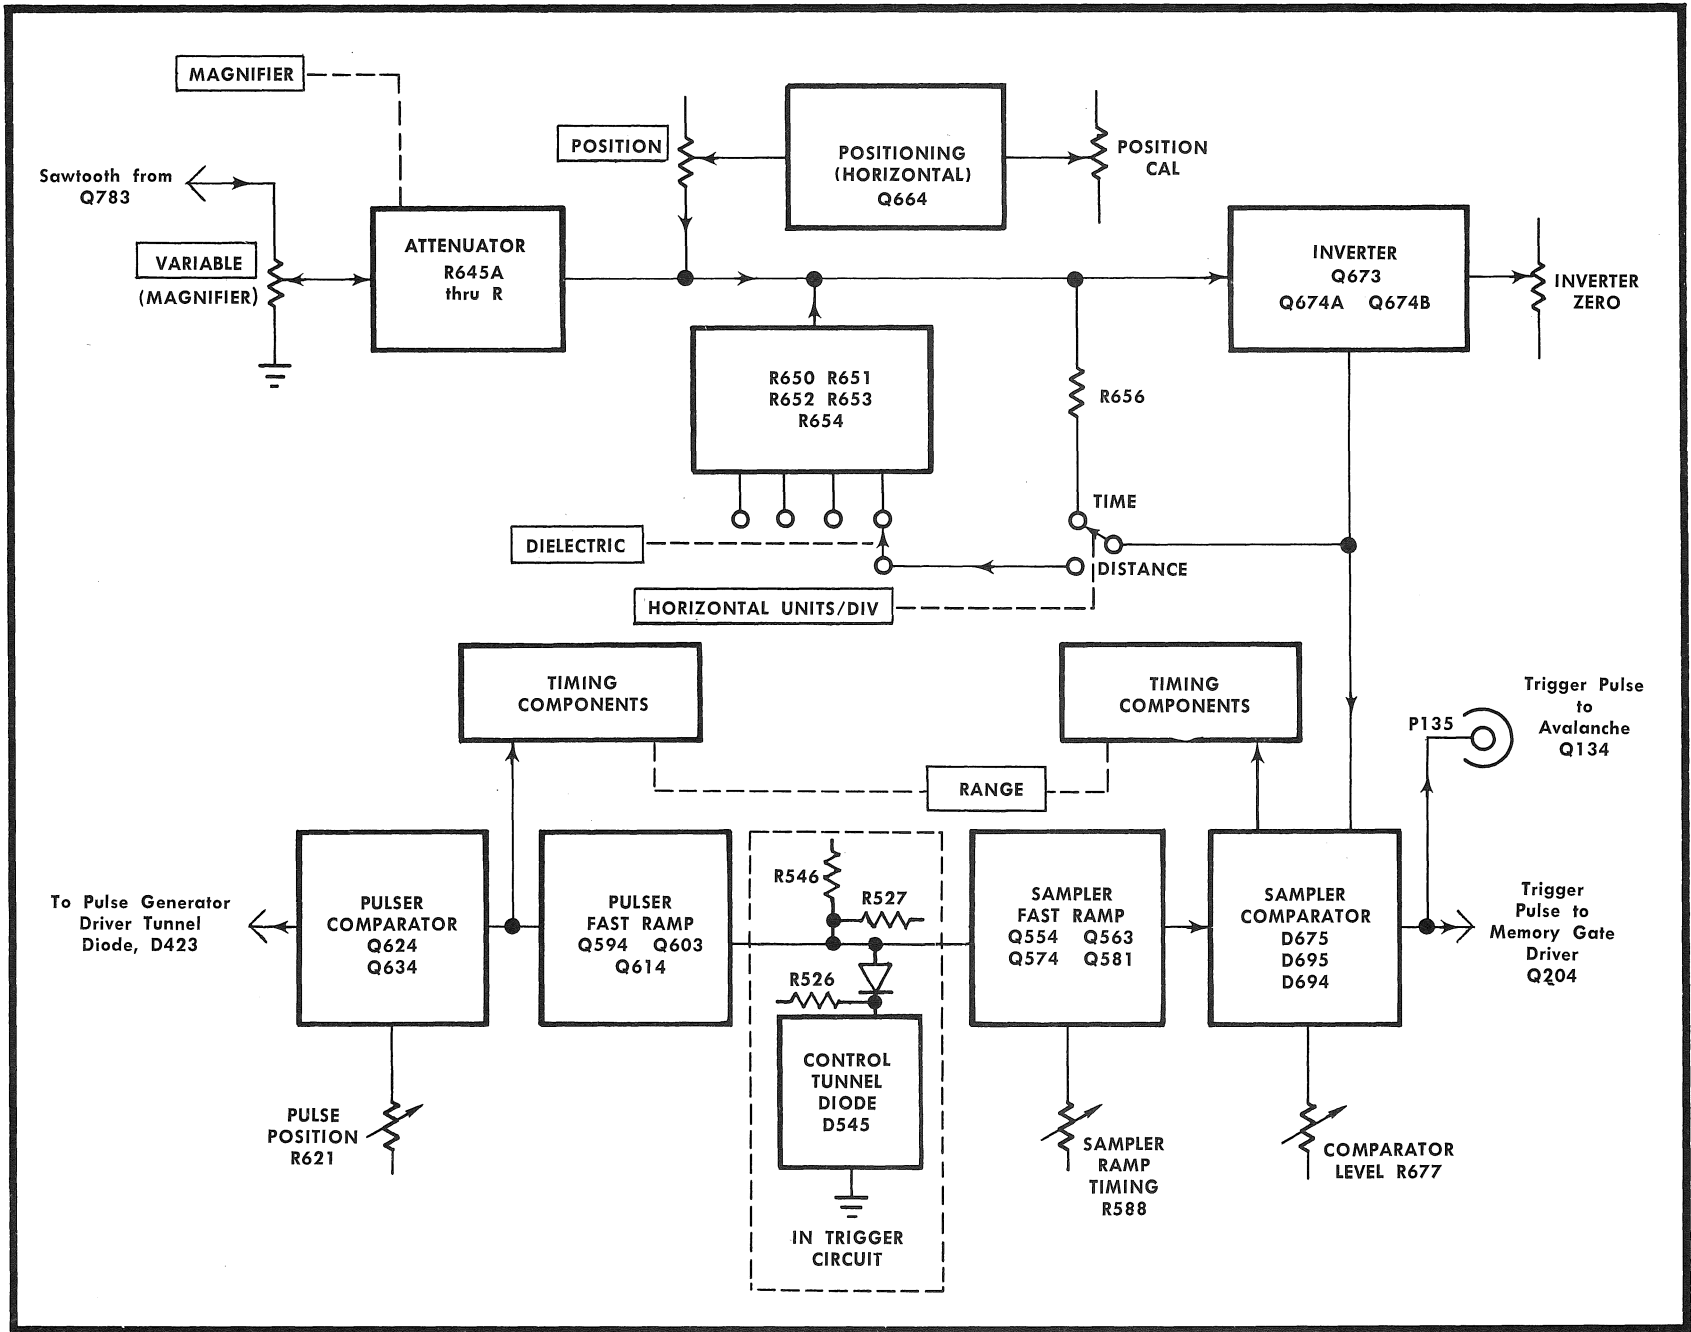 MAGNIFIER
Sawtooth from
Q783
VARIABLE
(MAGNIFIER)
ATTENUATOR
R645A
thru R
POSITION
POSITIONING
(HORIZONTAL)
Q664
POSITION
CAL
INVERTER
Q673
Q674A Q674B
INVERTER
ZERO
R650 R651
R652 R653
R654
R656
TIME
DISTANCE
DIELECTRIC
HORIZONTAL UNITS/DIV
TIMING
COMPONENTS
TIMING
COMPONENTS
RANGE
P135
Trigger Pulse
to
Avalanche
Q134
To Pulse Generator
Driver Tunnel
Diode, D423
PULSER
COMPARATOR
Q624
Q634
PULSER
FAST RAMP
Q594 Q603
Q614
R546
R527
R526
CONTROL
TUNNEL
DIODE
D545
IN TRIGGER
CIRCUIT
SAMPLER
FAST RAMP
Q554 Q563
Q574 Q581
SAMPLER
COMPARATOR
D675
D695
D694
Trigger
Pulse to
Memory Gate
Driver
Q204
PULSE
POSITION
R621
SAMPLER
RAMP
TIMING
R588
COMPARATOR
LEVEL R677